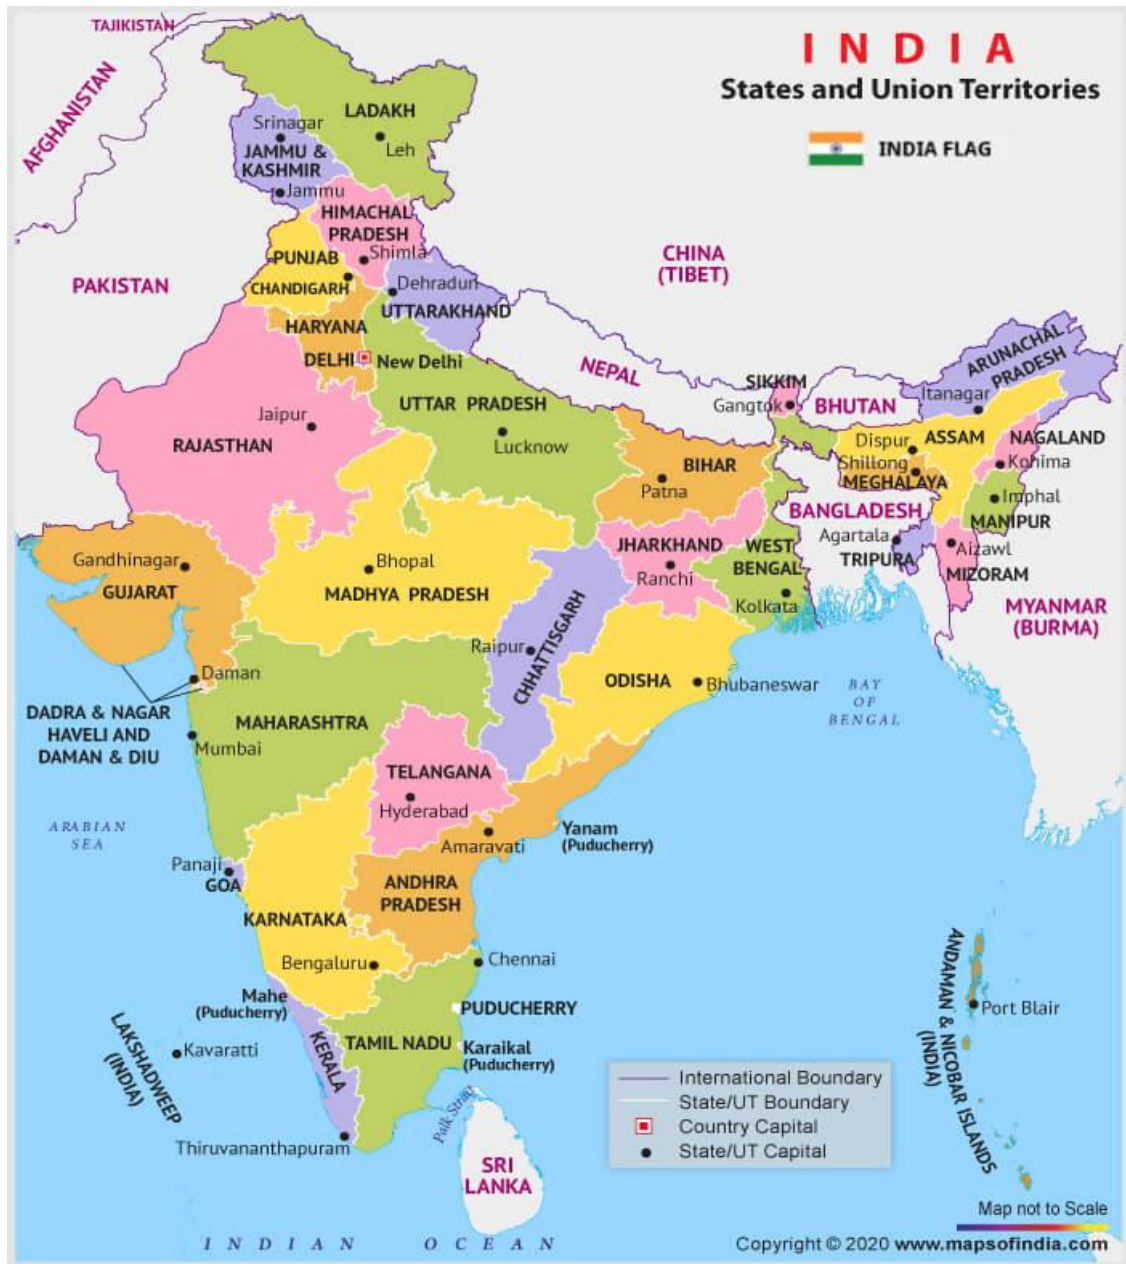 TAJIKISTAN
AFGHANISTAN
INDIA
States and Union Territories
INDIA FLAG
LADAKH
Srinagar
Leh
JAMMU &
KASHMIR
Jammu
HIMACHAL
PRADESH
Shimla
PUNJAB
CHANDIGARH
PAKISTAN
CHINA
(TIBET)
Dehradun
UTTARAKHAND
HARYANA
DELHI
New Delhi
NEPAL
SIKKIM
Gangtok
BHUTAN
ARUNACHAL
PRADESH
Itanagar
UTTAR PRADESH
Lucknow
Jaipur
RAJASTHAN
BIHAR
Patna
Dispur
ASSAM
NAGALAND
Kohima
Shillong
MEGHALAYA
Imphal
MANIPUR
BANGLADESH
Agartala
TRIPURA
Aizawl
MIZORAM
MYANMAR
(BURMA)
Gandhinagar
GUJARAT
Bhopal
MADHYA PRADESH
JHARKHAND
Ranchi
WEST
BENGAL
Kolkata
Raipur
CHHATTISGARH
ODISHA
Bhubaneswar
BAY
OF
BENGAL
Daman
DADRA & NAGAR
HAVELI AND
DAMAN & DIU
MAHARASHTRA
Mumbai
TELANGANA
Hyderabad
ARABIAN
SEA
Amaravati
Yanam
(Puducherry)
Panaji
GOA
ANDHRA
PRADESH
KARNATAKA
Bengaluru
Chennai
Mahe
(Puducherry)
PUDUCHERRY
KERALA
TAMIL NADU
Karaikal
(Puducherry)
LAKSHADWEEP
(INDIA)
Kavaratti
Thiruvananthapuram
Palk Strait
SRI
LANKA
ANDAMAN & NICOBAR ISLANDS
(INDIA)
Port Blair
International Boundary
State/UT Boundary
Country Capital
State/UT Capital
INDIAN OCEAN
Map not to Scale
Copyright © 2020 www.mapsofindia.com